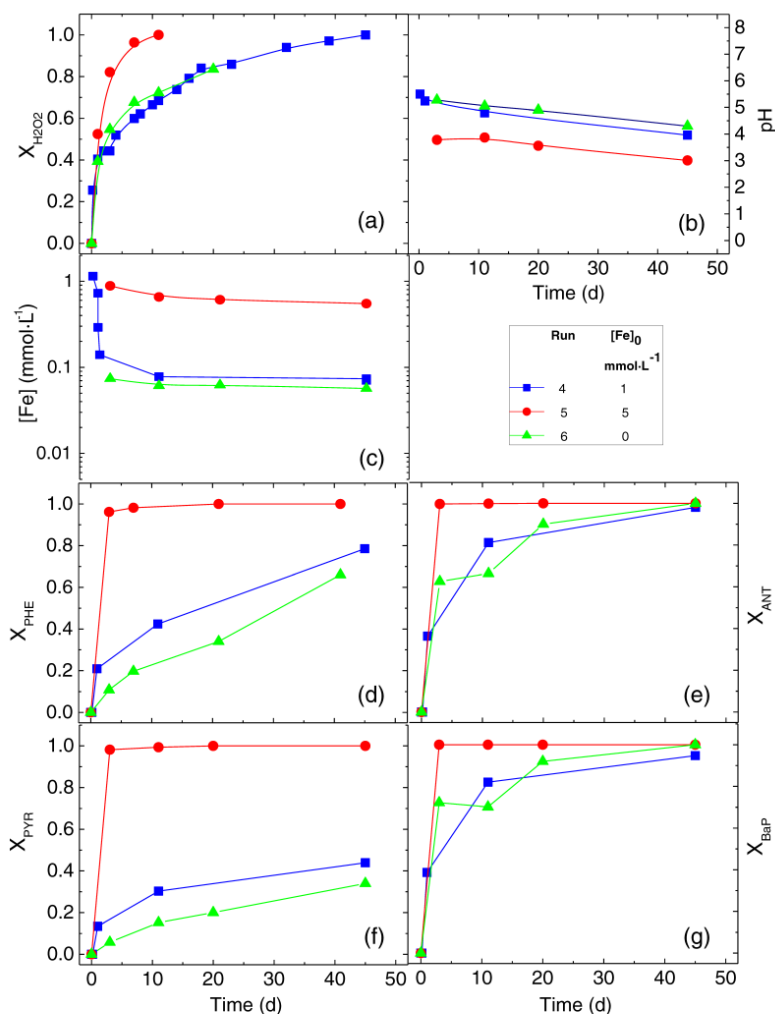 1.0
0.8
0.6
0.4
0.2
0.0
X_H2O2
(a)
8
7
6
5
4
3
2
1
0
pH
(b)
0 10 20 30 40 50
Time (d)
1
0.1
0.01
[Fe] (mmol·L⁻¹)
(c)
Run [Fe]₀
mmol·L⁻¹
4 1
5 5
6 0
1.0
0.8
0.6
0.4
0.2
0.0
X_PHE
(d)
X_ANT
(e)
1.0
0.8
0.6
0.4
0.2
0.0
X_PYR
(f)
X_BaP
(g)
0 10 20 30 40
0 10 20 30 40 50
Time (d)
Time (d)